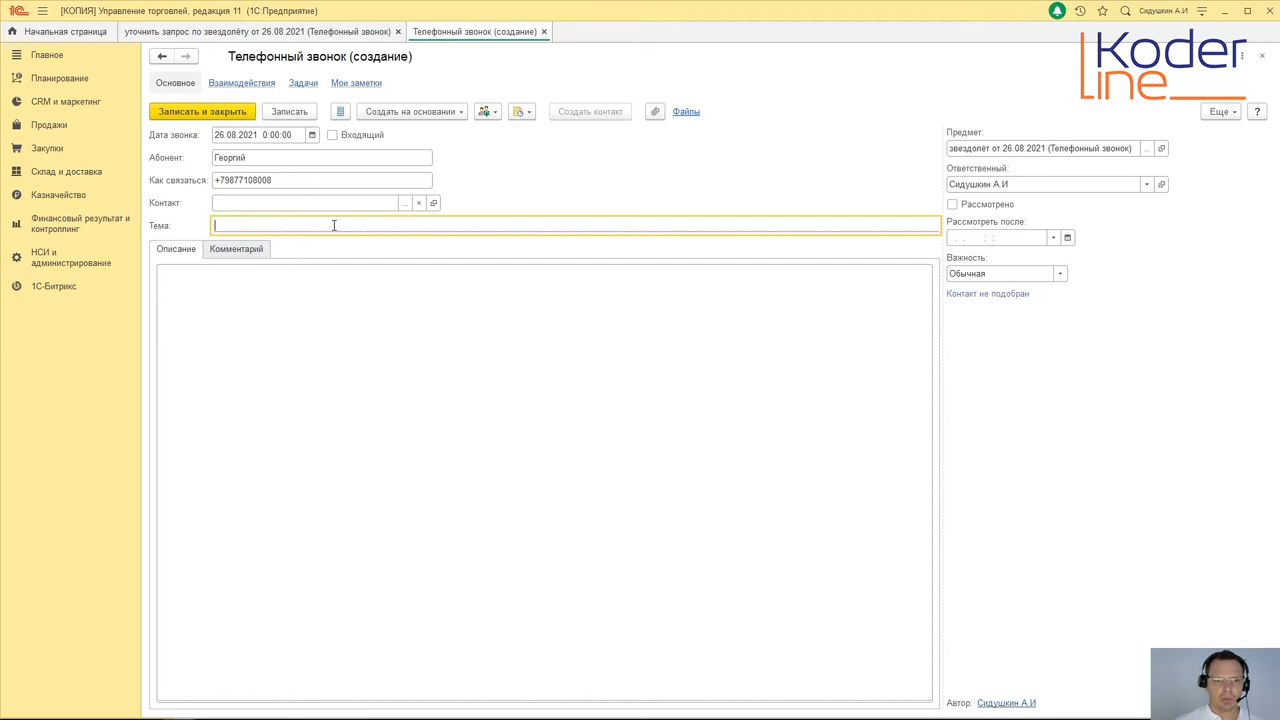 [КОПИЯ] Управление торговлей, редакция 11 (1С:Предприятие)
Сидушкин А.И
Начальная страница
уточнить запрос по звездолёту от 26.08.2021 (Телефонный звонок) ×
Телефонный звонок (создание) ×
Koder
line
Главное
Планирование
CRM и маркетинг
Продажи
Закупки
Склад и доставка
Казначейство
Финансовый результат и
контроллинг
НСИ и
администрирование
1С-Битрикс
Телефонный звонок (создание)
Основное
Взаимодействия
Задачи
Мои заметки
Записать и закрыть
Записать
Создать на основании
Создать контакт
Файлы
Еще
?
Дата звонка: 26.08.2021 0:00:00
Входящий
Абонент: Георгий
Как связаться: +79877108008
Контакт:
Тема:
Описание
Комментарий
Предмет:
звездолёт от 26.08.2021 (Телефонный звонок)
Ответственный:
Сидушкин А.И
Рассмотрено
Рассмотреть после:
. . : :
Важность:
Обычная
Контакт не подобран
Автор: Сидушкин А.И